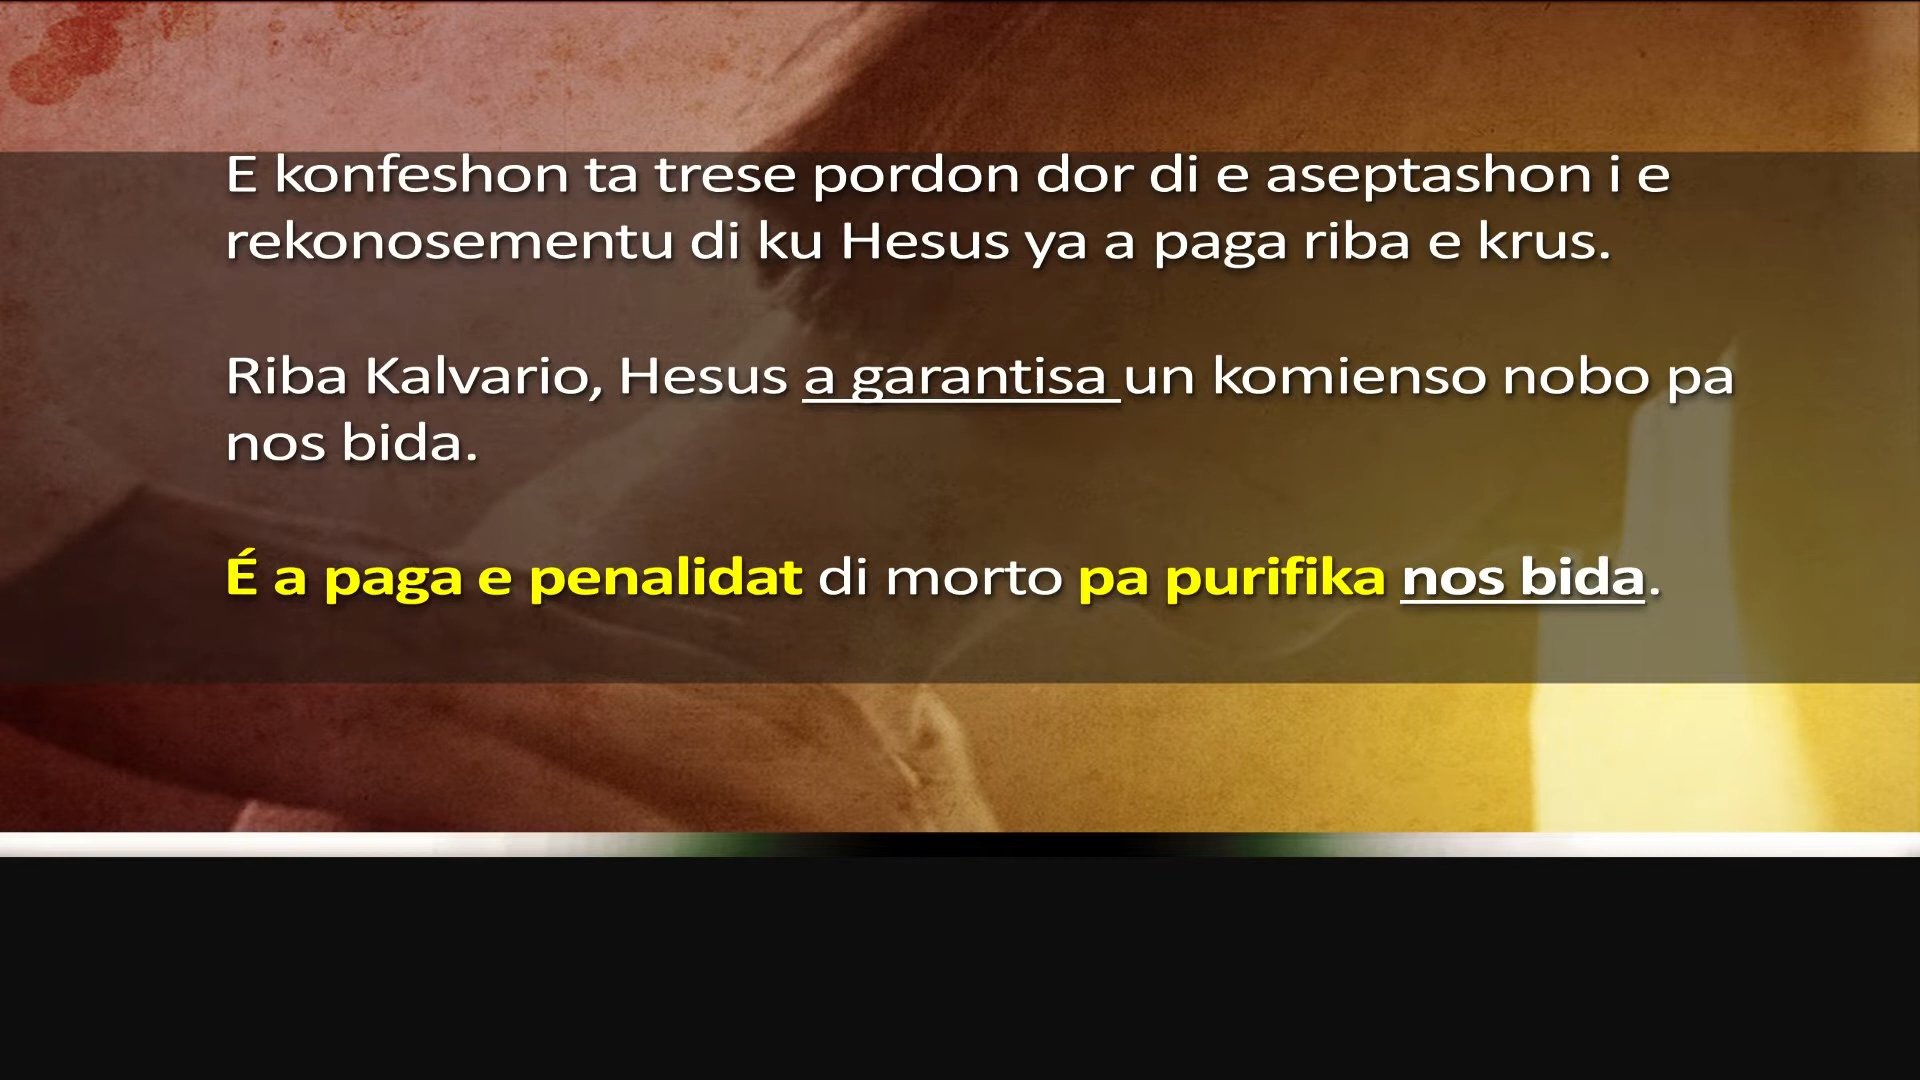 E konfeshon ta trese pordon dor di e aseptashon i e
rekonosementu di ku Hesus ya a paga riba e krus.
Riba Kalvario, Hesus a garantisa un komienso nobo pa
nos bida.
É a paga e penalidat di morto pa purifika nos bida.